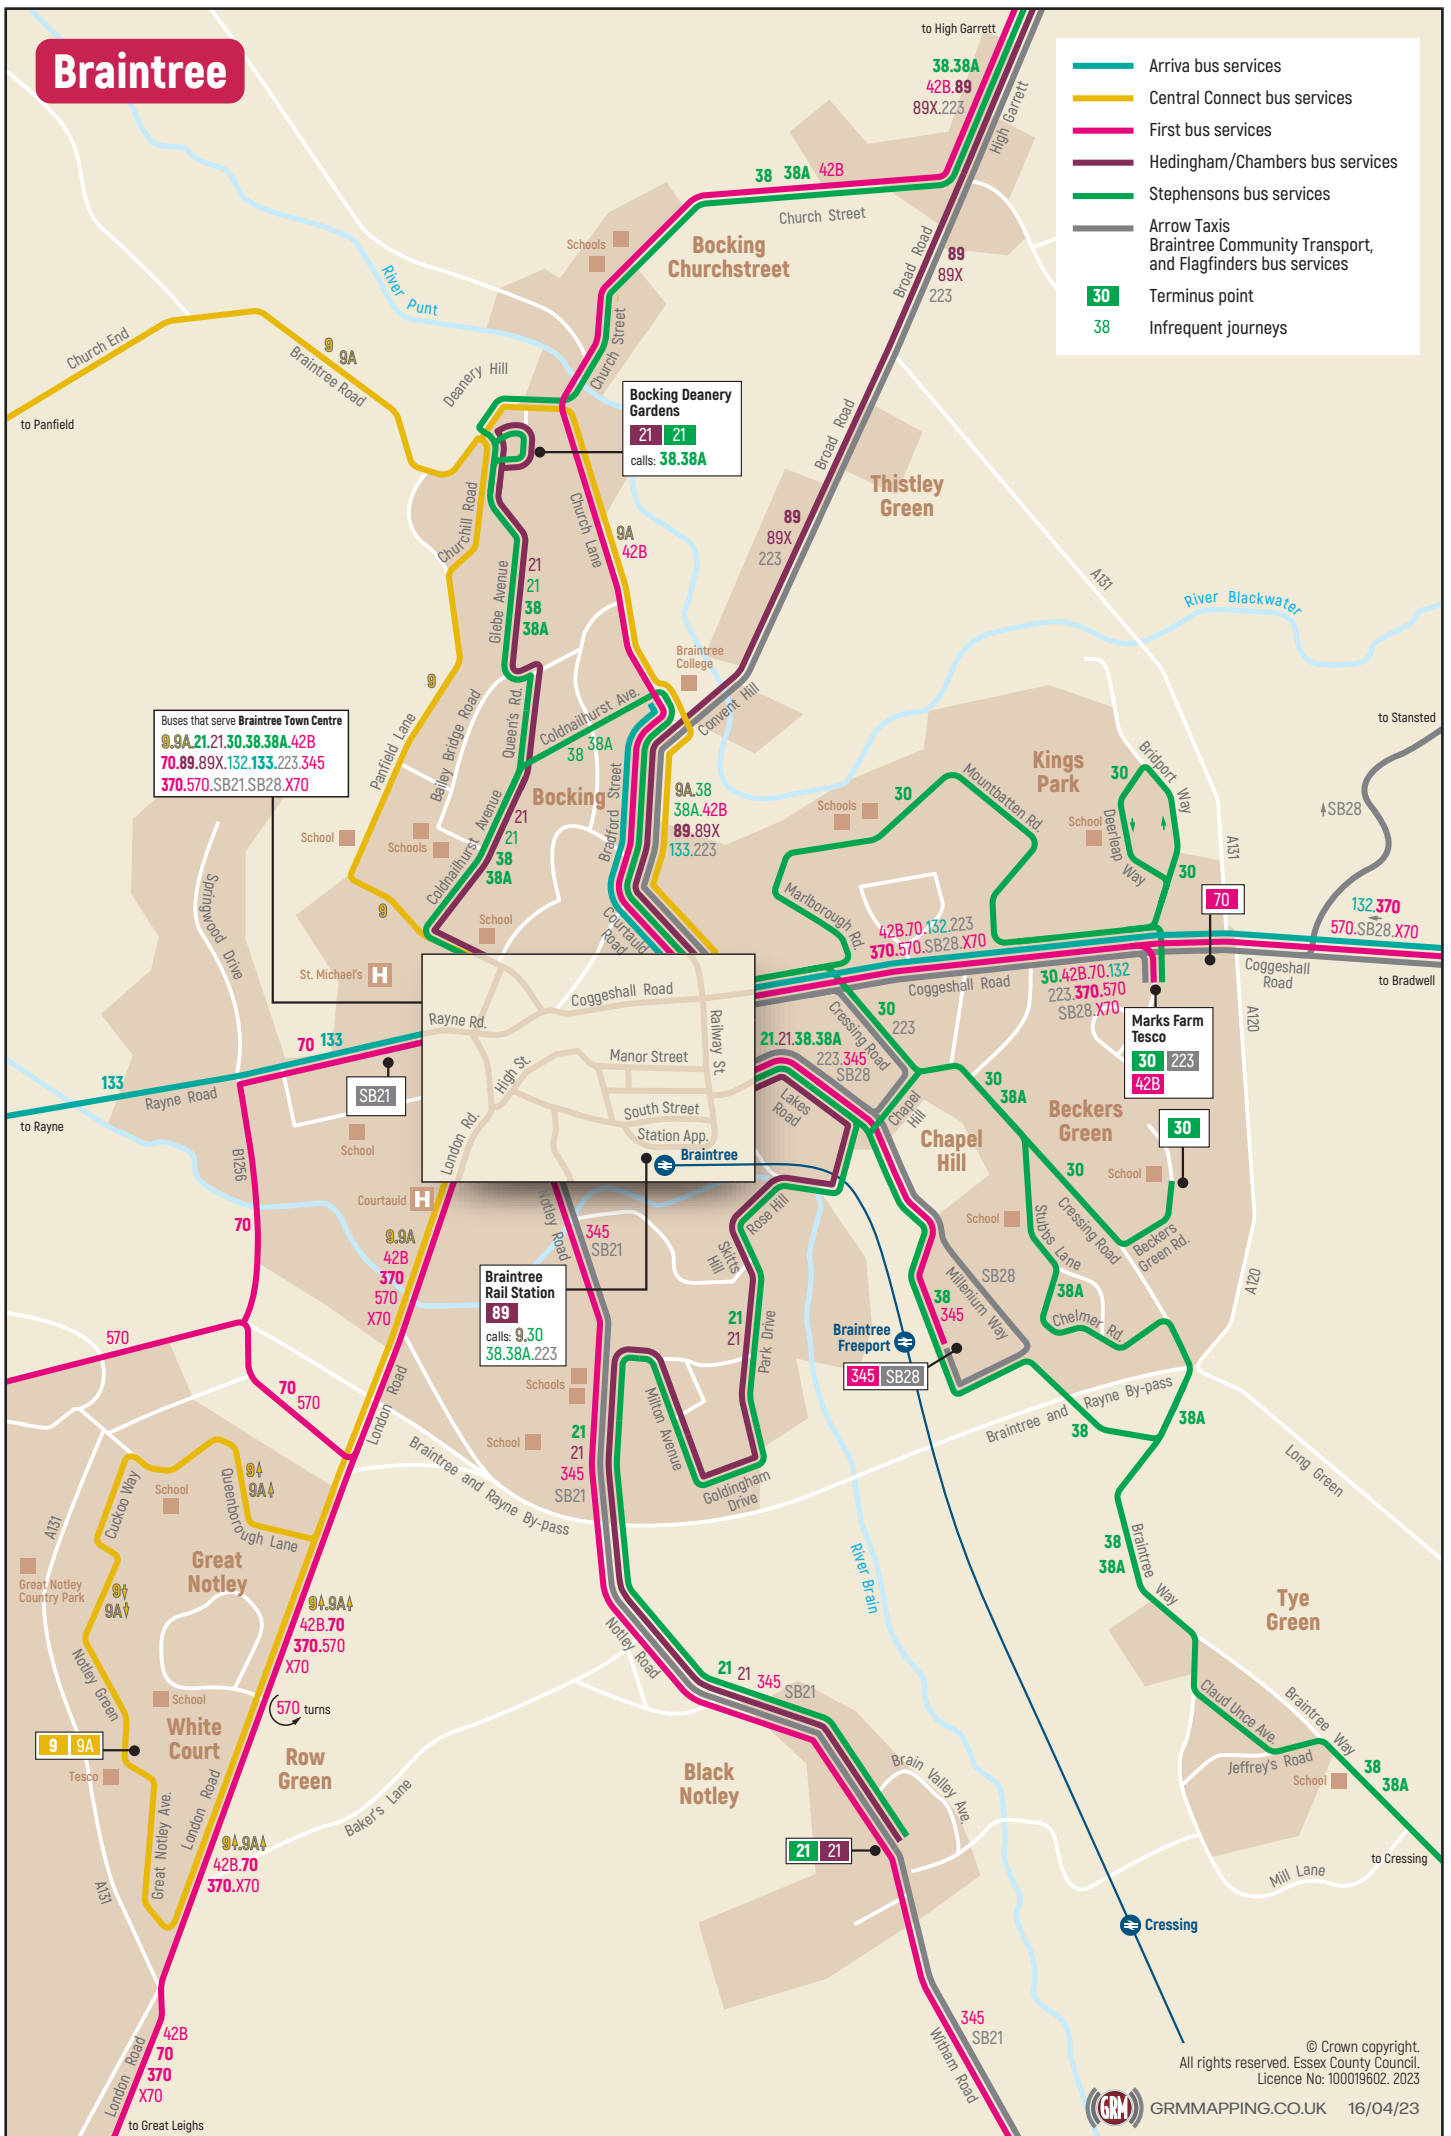 Braintree
to High Garrett
38.38A
42B.89
89X.223
High Garrett
Arriva bus services
Central Connect bus services
First bus services
Hedingham/Chambers bus services
Stephensons bus services
Arrow Taxis
Braintree Community Transport,
and Flagfinders bus services
30 Terminus point
38 Infrequent journeys
38 38A 42B
Church Street
Schools
Bocking
Churchstreet
Broad Road
89
89X
223
River Punt
Church End
9
9A
Braintree Road
to Panfield
Deanery Hill
Church Street
Bocking Deanery
Gardens
21 21
calls: 38.38A
Broad Road
Thistley
Green
Churchill Road
Church Lane
9A
42B
89
89X
223
Glebe Avenue
21
21
38
38A
A131
River Blackwater
Braintree
College
9
Coldnailhurst Ave.
38 38A
Convent Hill
Queen's Rd.
Bailey Bridge Road
Panfield Lane
Buses that serve Braintree Town Centre
9.9A.21.21.30.38.38A.42B
70.89.89X.132.133.223.345
370.570.SB21.SB28.X70
to Stansted
Kings
Park
Bridport Way
30
Mountbatten Rd.
30
Schools
School
Deerleap Way
30
SB28
A131
Bocking
Bradford Street
9A.38
38A.42B
89.89X
133.223
School
Schools
Coldnailhurst Avenue
21
21
38
38A
Springwood Drive
9
School
St. Michael's H
Courtauld
Road
Marlborough Rd.
42B.70.132.223
370.570.SB28.X70
70
132.370
570.SB28.X70
Coggeshall
Road
to Bradwell
Coggeshall Road
30.42B.70.132
223.370.570
SB28.X70
Marks Farm
Tesco
30 223
42B
A120
Coggeshall Road
Rayne Rd.
Railway St.
Manor Street
High St.
South Street
Station App.
London Rd.
Braintree
70 133
133
Rayne Road
to Rayne
SB21
School
B1256
Courtauld H
30
223
Cressing Road
21.21.38.38A
223.345
SB28
Lakes
Road
Chapel
Hill
Chapel
Hill
30
38A
Beckers
Green
30
School
30
Cressing Road
Beckers
Green Rd.
School
Stubbs Lane
38A
Chelmer Rd.
A120
70
9.9A
42B
370
570
X70
Notley Road
345
SB21
Rose Hill
Skitts
Hill
Braintree
Rail Station
89
calls: 9.30
38.38A.223
21
21
Park Drive
Braintree
Freeport
38
345
SB28
Millenium Way
345 SB28
570
70
570
London Road
Schools
School
21
21
345
SB21
Milton Avenue
Goldingham
Drive
Braintree and Rayne By-pass
Braintree and Rayne By-pass
38
38A
Long Green
9
9A
Cuckoo Way
School
Queenborough Lane
A131
Great
Notley
Great Notley
Country Park
9
9A
Notley Green
9.9A
42B.70
370.570
X70
570 turns
School
White
Court
9 9A
Tesco
Row
Green
Great Notley Ave.
London Road
Baker's Lane
9.9A
42B.70
370.X70
A131
River Brain
38
38A
Braintree Way
Tye
Green
Notley Road
21 21 345 SB21
Black
Notley
Brain Valley Ave.
21 21
Claud Unce Ave.
Braintree Way
Jeffrey's Road
School
38
38A
to Cressing
Mill Lane
Cressing
42B
70
370
X70
London Road
to Great Leighs
345
SB21
Witham Road
© Crown copyright.
All rights reserved. Essex County Council.
Licence No: 100019602. 2023
GRM GRMMAPPING.CO.UK 16/04/23